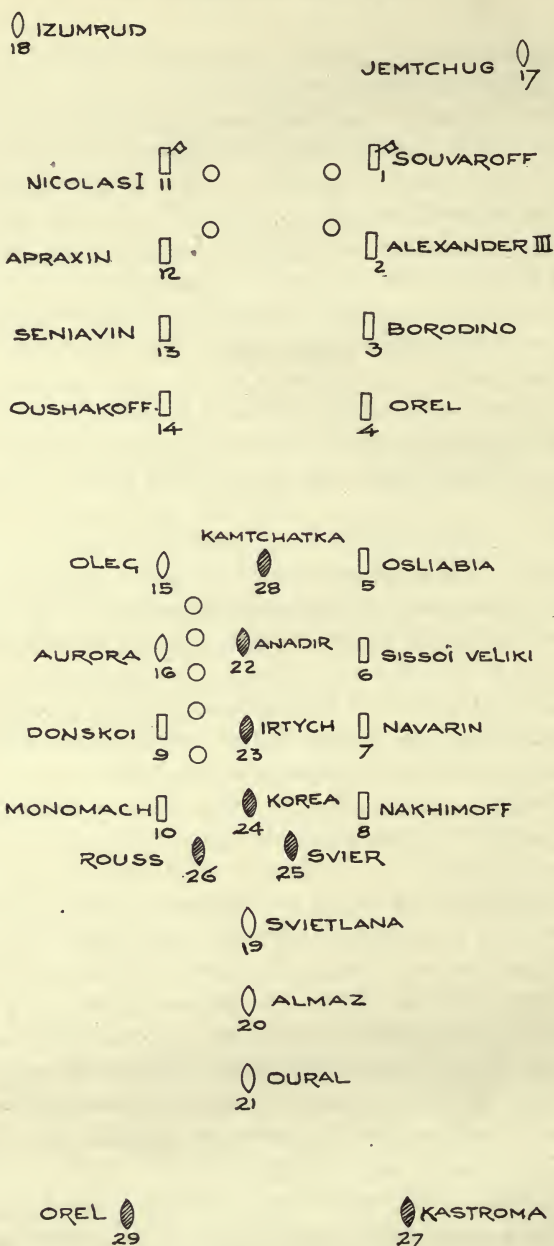 IZUMRUD
18
JEMTCHUG
17
NICOLAS I
11
SOUVAROFF
1
APRAXIN
12
ALEXANDER III
2
SENIAVIN
13
BORODINO
3
OUSHAKOFF
14
OREL
4
KAMTCHATKA
28
OLEG
15
OSLIABIA
5
AURORA
16
ANADIR
22
SISSOÏ VELIKI
6
DONSKOI
9
IRTYCH
23
NAVARIN
7
MONOMACH
10
KOREA
24
NAKHIMOFF
8
ROUSS
26
SVIER
25
SVIETLANA
19
ALMAZ
20
OURAL
21
OREL
29
KASTROMA
27